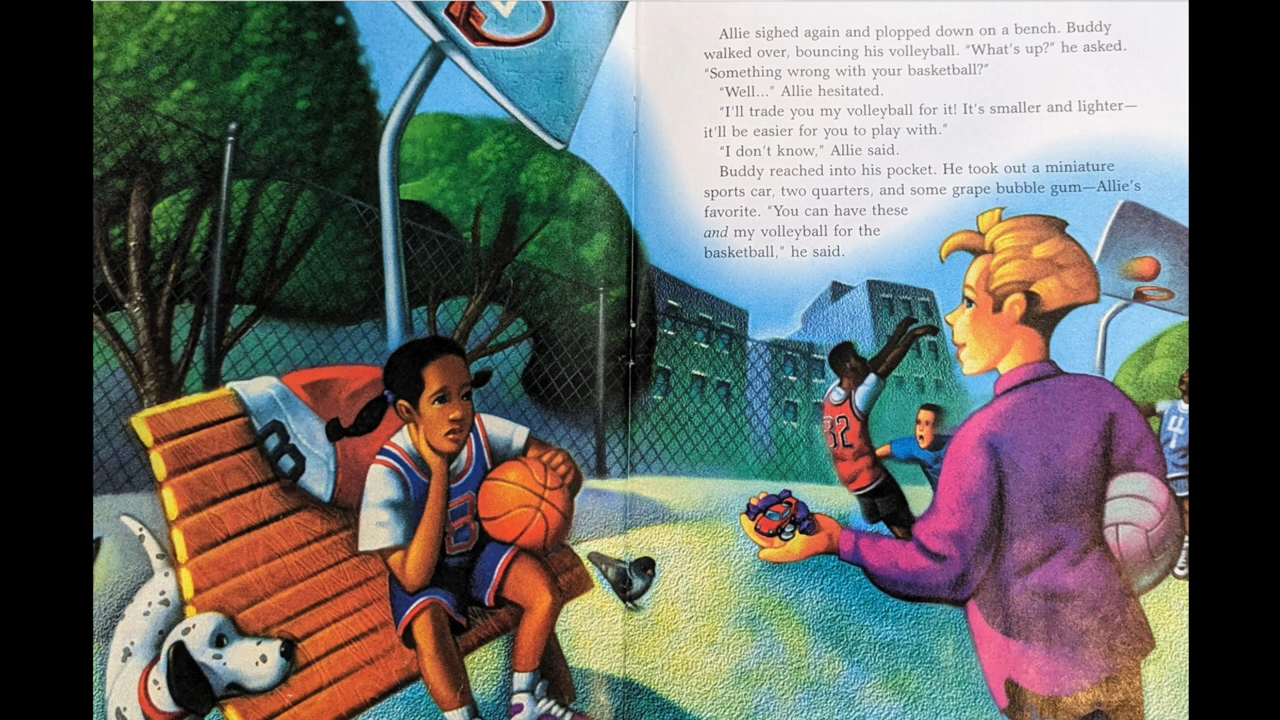 Allie sighed again and plopped down on a bench. Buddy
walked over, bouncing his volleyball. “What’s up?” he asked.
“Something wrong with your basketball?”
“Well...” Allie hesitated.
“I’ll trade you my volleyball for it! It’s smaller and lighter—
it’ll be easier for you to play with.”
“I don’t know,” Allie said.
Buddy reached into his pocket. He took out a miniature
sports car, two quarters, and some grape bubble gum—Allie’s
favorite. “You can have these
and my volleyball for the
basketball,” he said.
32
4
8
8